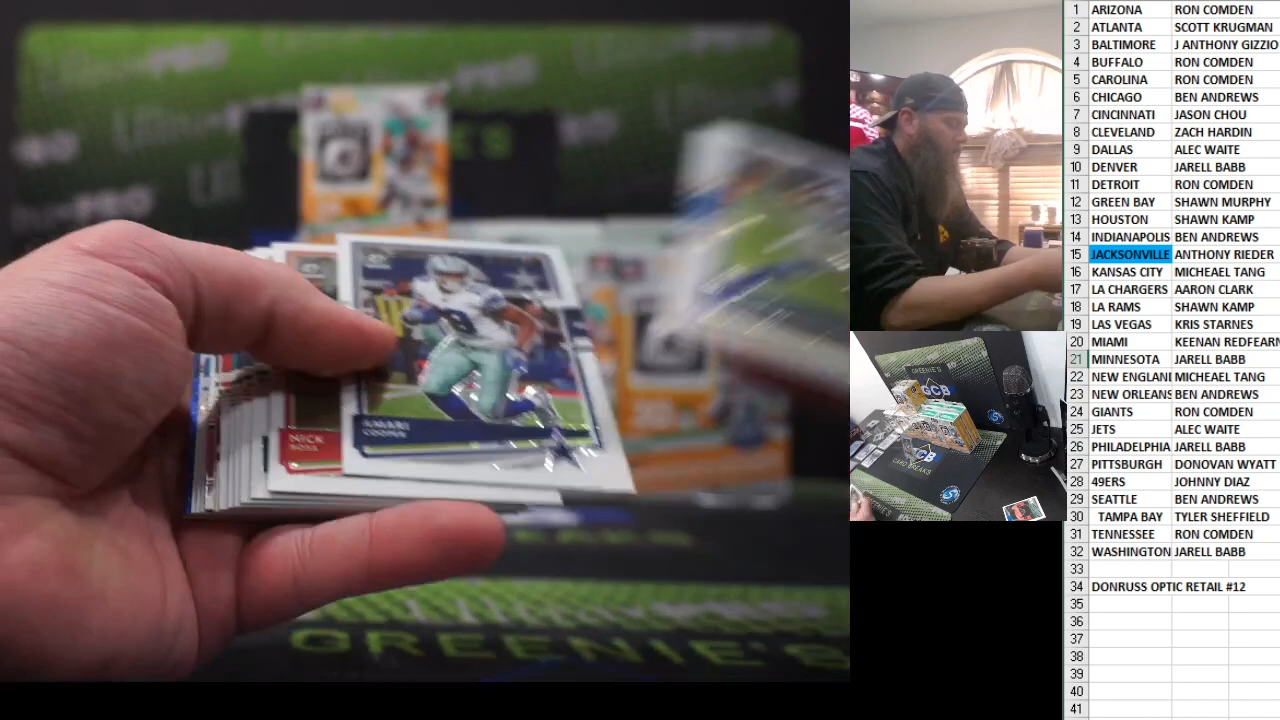 AMARI
COOPER
NICK
GREENIE'S
CARD BREAKS
GREENIE'S
GCB
1 ARIZONA RON COMDEN
2 ATLANTA SCOTT KRUGMAN
3 BALTIMORE J ANTHONY GIZZIO
4 BUFFALO RON COMDEN
5 CAROLINA RON COMDEN
6 CHICAGO BEN ANDREWS
7 CINCINNATI JASON CHOU
8 CLEVELAND ZACH HARDIN
9 DALLAS ALEC WAITE
10 DENVER JARELL BABB
11 DETROIT RON COMDEN
12 GREEN BAY SHAWN MURPHY
13 HOUSTON SHAWN KAMP
14 INDIANAPOLIS BEN ANDREWS
15 JACKSONVILLE ANTHONY RIEDER
16 KANSAS CITY MICHEAEL TANG
17 LA CHARGERS AARON CLARK
18 LA RAMS SHAWN KAMP
19 LAS VEGAS KRIS STARNES
20 MIAMI KEENAN REDFEARN
21 MINNESOTA JARELL BABB
22 NEW ENGLAND MICHEAEL TANG
23 NEW ORLEANS BEN ANDREWS
24 GIANTS RON COMDEN
25 JETS ALEC WAITE
26 PHILADELPHIA JARELL BABB
27 PITTSBURGH DONOVAN WYATT
28 49ERS JOHNNY DIAZ
29 SEATTLE BEN ANDREWS
30 TAMPA BAY TYLER SHEFFIELD
31 TENNESSEE RON COMDEN
32 WASHINGTON JARELL BABB
33
34 DONRUSS OPTIC RETAIL #12
35
36
37
38
39
40
41